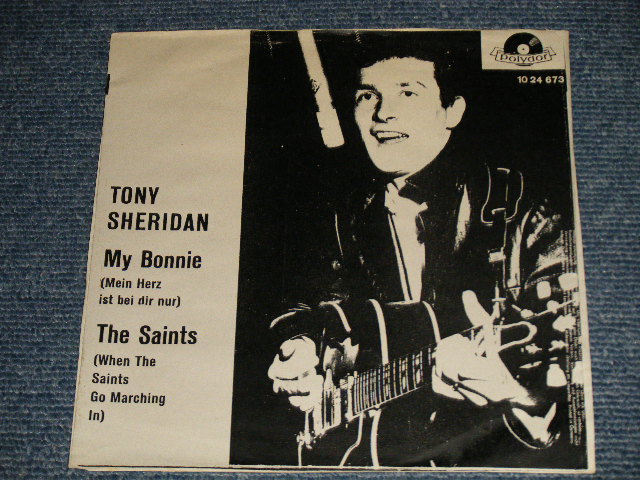 polydor
10 24 673
TONY
SHERIDAN
My Bonnie
(Mein Herz
ist bei dir nur)
The Saints
(When The
Saints
Go Marching
In)